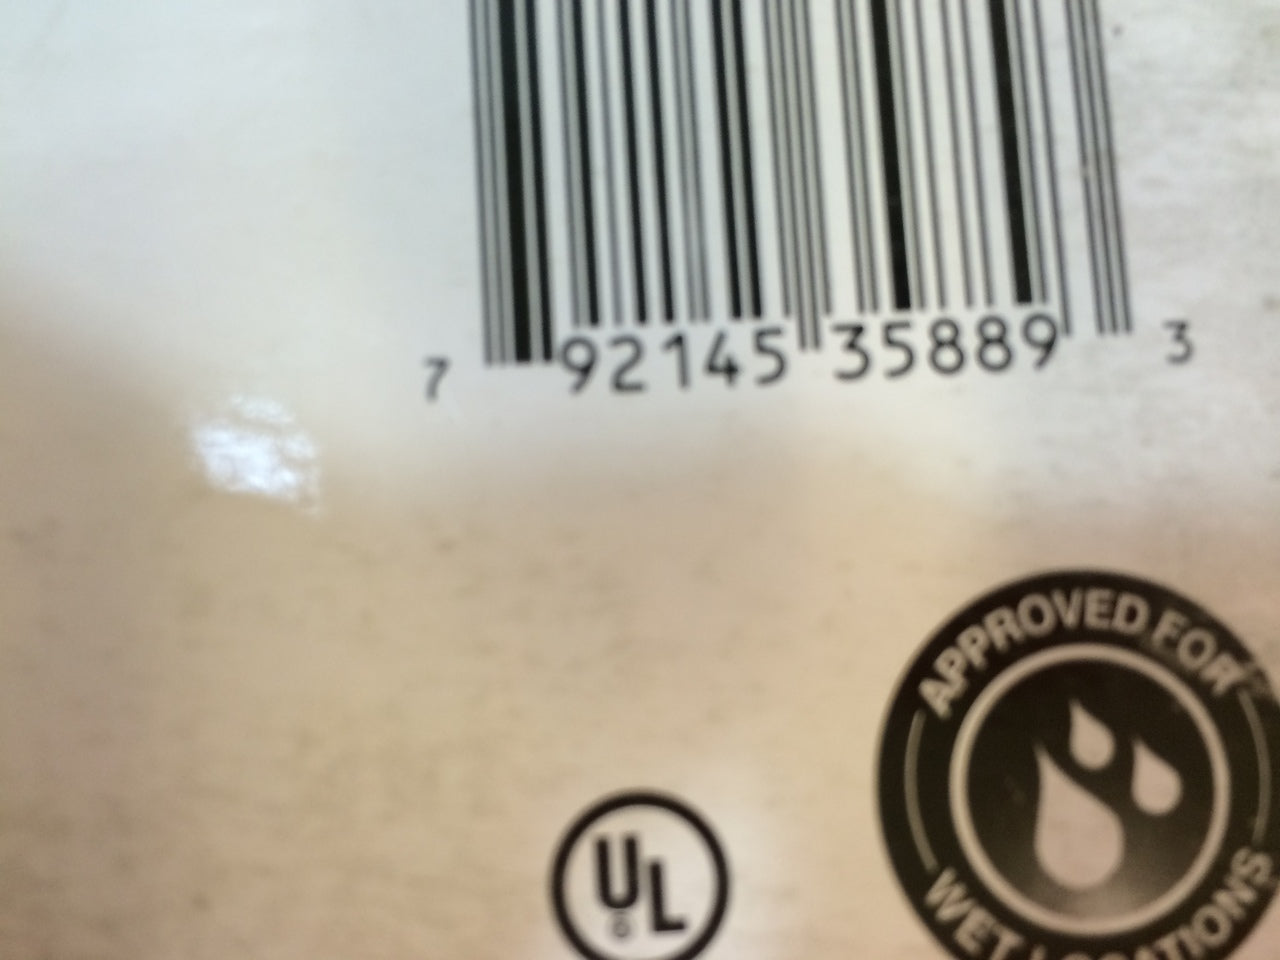 7 92145 35889 3
APPROVED FOR
WET LOCATIONS
UL